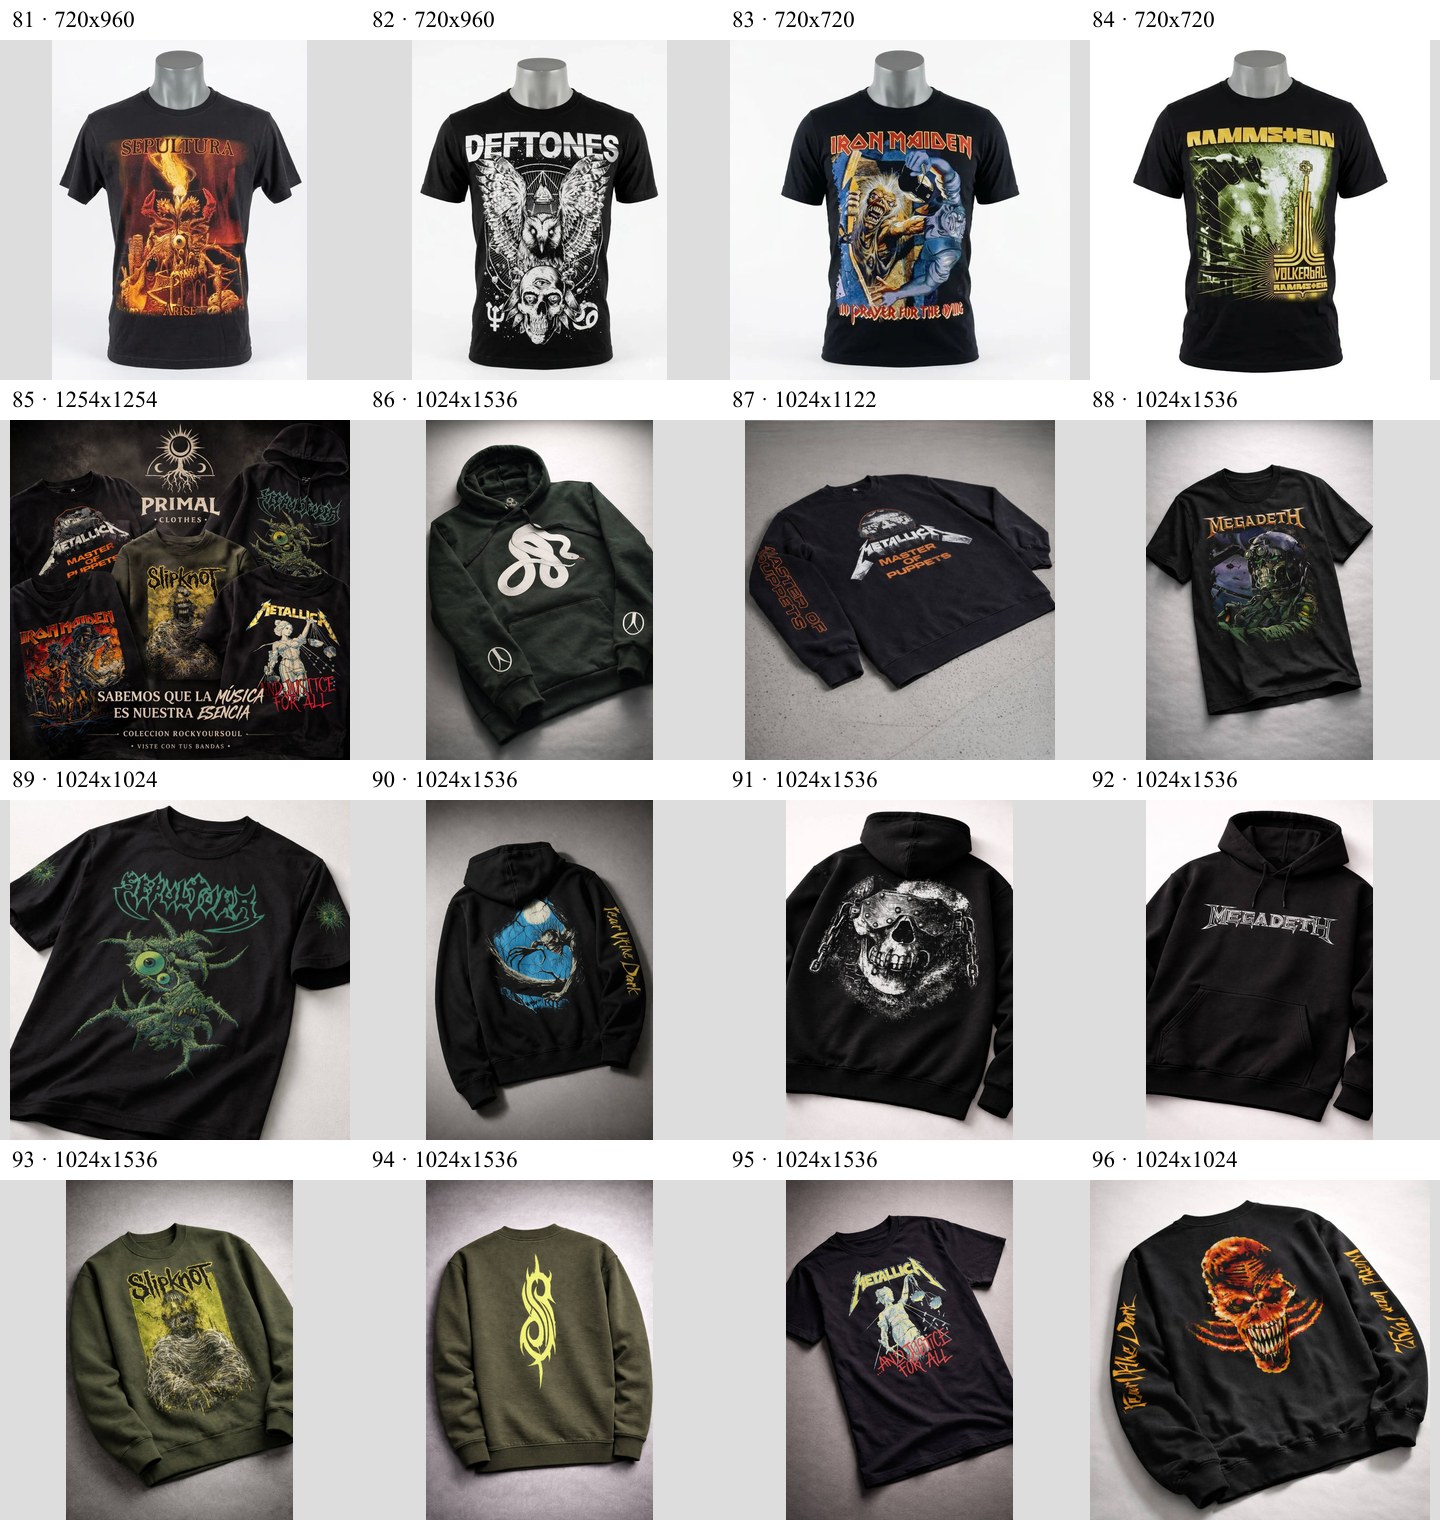 81 · 720x960
82 · 720x960
83 · 720x720
84 · 720x720
SEPULTURA
ARISE
DEFTONES
IRON MAIDEN
NO PRAYER FOR THE DYING
RAMMSTEIN
VÖLKERBALL
RAMMSTEIN
85 · 1254x1254
86 · 1024x1536
87 · 1024x1122
88 · 1024x1536
PRIMAL
· CLOTHES ·
METALLICA
MASTER
OF
PUPPETS
SEPULTURA
SLIPKNOT
IRON MAIDEN
METALLICA
AND JUSTICE
FOR ALL
SABEMOS QUE LA MÚSICA
ES NUESTRA ESENCIA
COLECCION ROCKYOURSOUL
• VISTE CON TUS BANDAS •
METALLICA
MASTER
OF
PUPPETS
MASTER OF
PUPPETS
MEGADETH
89 · 1024x1024
90 · 1024x1536
91 · 1024x1536
92 · 1024x1536
SEPULTURA
Fear Of the Dark
MEGADETH
93 · 1024x1536
94 · 1024x1536
95 · 1024x1536
96 · 1024x1024
SLIPKNOT
METALLICA
AND JUSTICE
FOR ALL
Fear Of the Dark